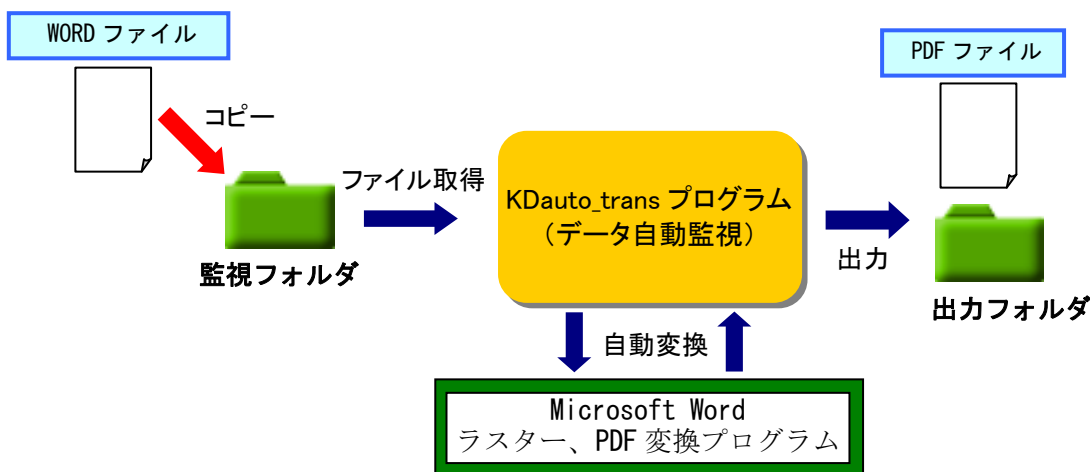 WORD ファイル
コピー
監視フォルダ
ファイル取得
KDauto_trans プログラム
（データ自動監視）
自動変換
Microsoft Word
ラスター、PDF 変換プログラム
出力
PDF ファイル
出力フォルダ